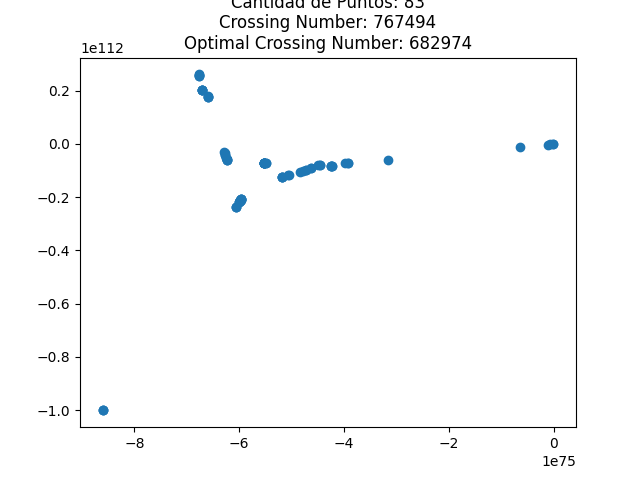 Cantidad de Puntos: 83
Crossing Number: 767494
Optimal Crossing Number: 682974
1e112
0.2
0.0
−0.2
−0.4
−0.6
−0.8
−1.0
−8 −6 −4 −2 0
1e75